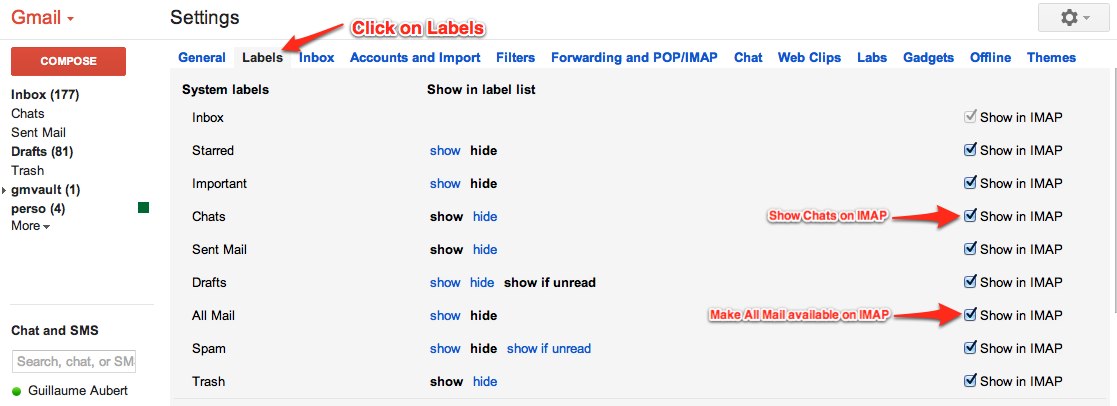 Gmail
Settings
Click on Labels
COMPOSE
General Labels Inbox Accounts and Import Filters Forwarding and POP/IMAP Chat Web Clips Labs Gadgets Offline Themes
Inbox (177)
Chats
Sent Mail
Drafts (81)
Trash
gmvault (1)
perso (4)
More
Chat and SMS
Search, chat, or SM
Guillaume Aubert
System labels Show in label list
Inbox Show in IMAP
Starred show hide Show in IMAP
Important show hide Show in IMAP
Chats show hide Show Chats on IMAP Show in IMAP
Sent Mail show hide Show in IMAP
Drafts show hide show if unread Show in IMAP
All Mail show hide Make All Mail available on IMAP Show in IMAP
Spam show hide show if unread Show in IMAP
Trash show hide Show in IMAP